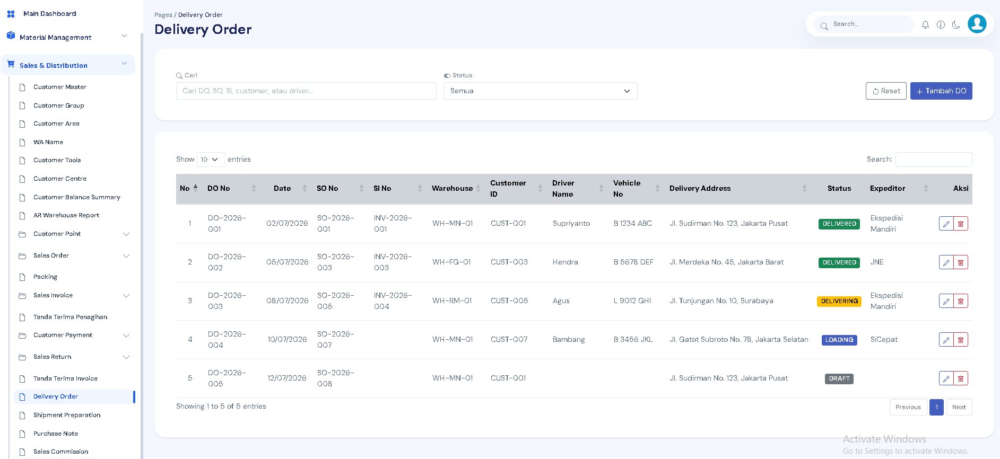 Main Dashboard
Material Management
Sales & Distribution
Customer Master
Customer Group
Customer Area
WA Name
Customer Tools
Customer Centre
Customer Balance Summary
AR Warehouse Report
Customer Point
Sales Order
Packing
Sales Invoice
Tanda Terima Penagihan
Customer Payment
Sales Return
Tanda Terima Invoice
Delivery Order
Shipment Preparation
Purchase Note
Sales Commission
Pages / Delivery Order
Delivery Order
Search...
Cari
Status
Cari DO, SO, SI, customer, atau driver...
Semua
Reset
+ Tambah DO
Show 10 entries
Search:
No DO No Date SO No SI No Warehouse Customer ID Driver Name Vehicle No Delivery Address Status Expeditor Aksi
1 DO-2026-001 02/07/2026 SO-2026-001 INV-2026-001 WH-MN-01 CUST-001 Supriyanto B 1234 ABC Jl. Sudirman No. 123, Jakarta Pusat DELIVERED Ekspedisi Mandiri
2 DO-2026-002 05/07/2026 SO-2026-003 INV-2026-003 WH-FG-01 CUST-003 Hendra B 5678 DEF Jl. Merdeka No. 45, Jakarta Barat DELIVERED JNE
3 DO-2026-003 08/07/2026 SO-2026-005 INV-2026-004 WH-RM-01 CUST-005 Agus L 9012 GHI Jl. Tunjungan No. 10, Surabaya DELIVERING Ekspedisi Mandiri
4 DO-2026-004 10/07/2026 SO-2026-007 WH-MN-01 CUST-007 Bambang B 3456 JKL Jl. Gatot Subroto No. 78, Jakarta Selatan LOADING SiCepat
5 DO-2026-005 12/07/2026 SO-2026-008 WH-MN-01 CUST-001 Jl. Sudirman No. 123, Jakarta Pusat DRAFT
Showing 1 to 5 of 5 entries
Previous 1 Next
Activate Windows
Go to Settings to activate Windows.